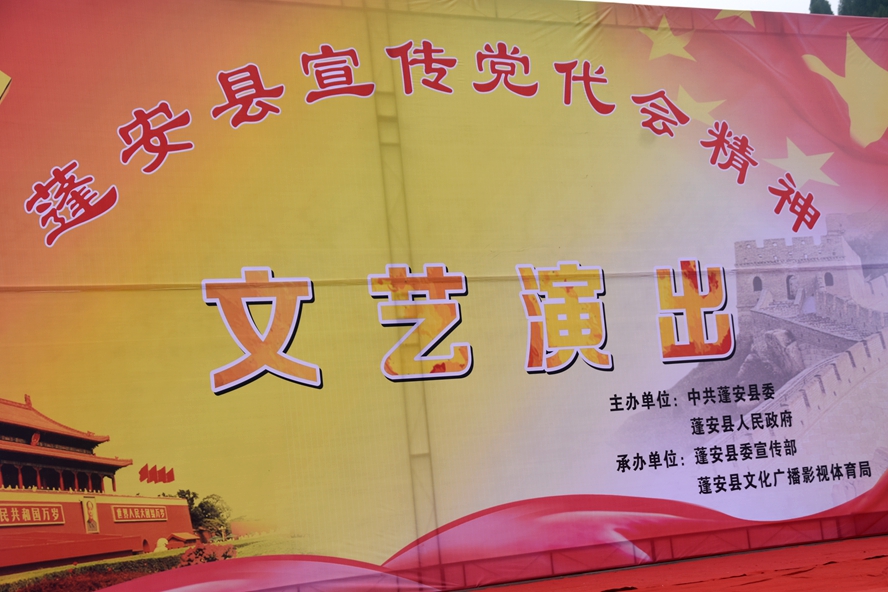 蓬安县宣传党代会精神
文艺演出
主办单位：中共蓬安县委
蓬安县人民政府
承办单位：蓬安县委宣传部
蓬安县文化广播影视体育局
民共和国万岁
世界人民大团结万岁